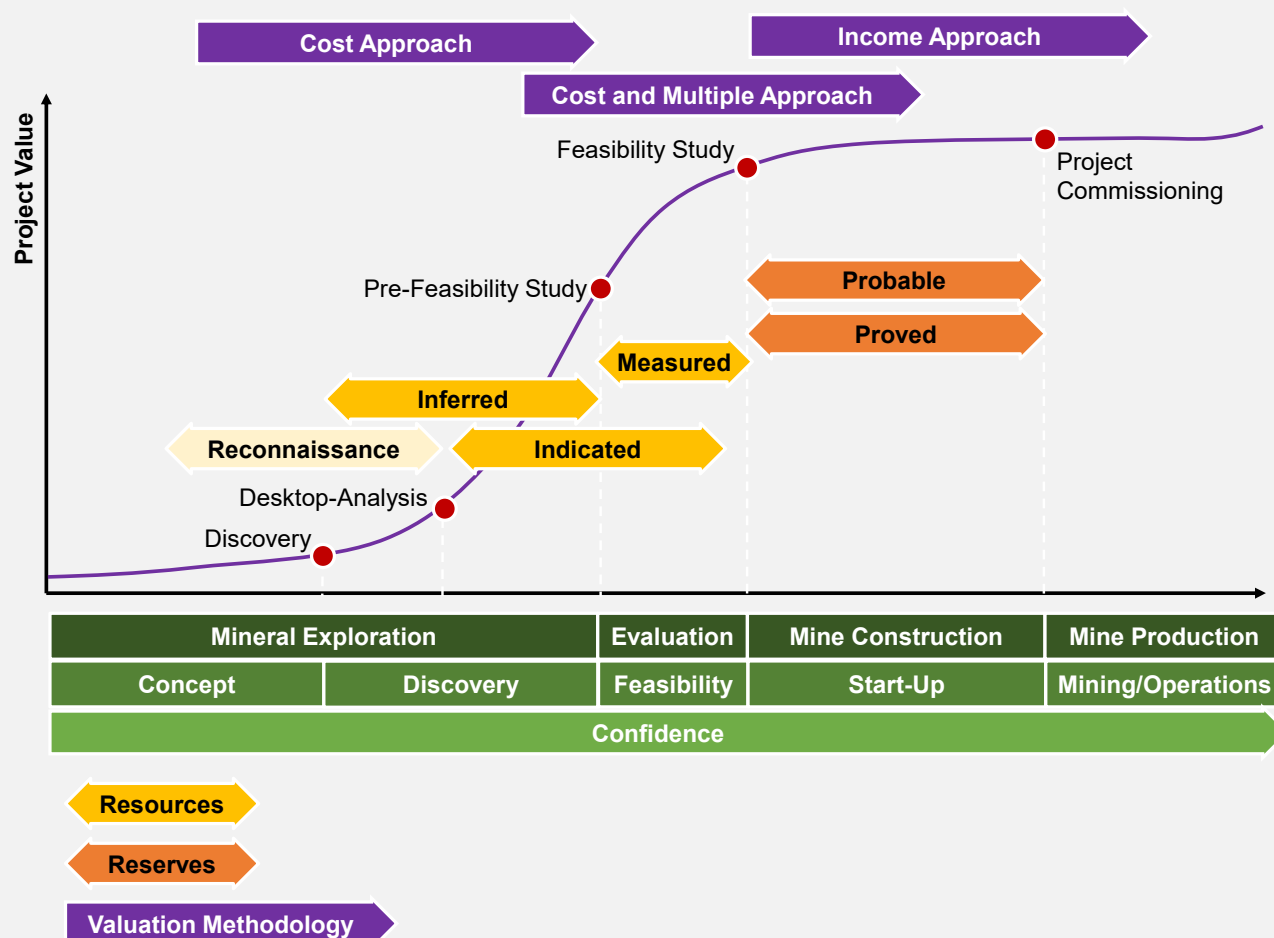 Cost Approach
Income Approach
Cost and Multiple Approach
Project Value
Feasibility Study
Project
Commissioning
Pre-Feasibility Study
Probable
Proved
Measured
Inferred
Reconnaissance
Indicated
Desktop-Analysis
Discovery
Mineral Exploration
Evaluation
Mine Construction
Mine Production
Concept
Discovery
Feasibility
Start-Up
Mining/Operations
Confidence
Resources
Reserves
Valuation Methodology